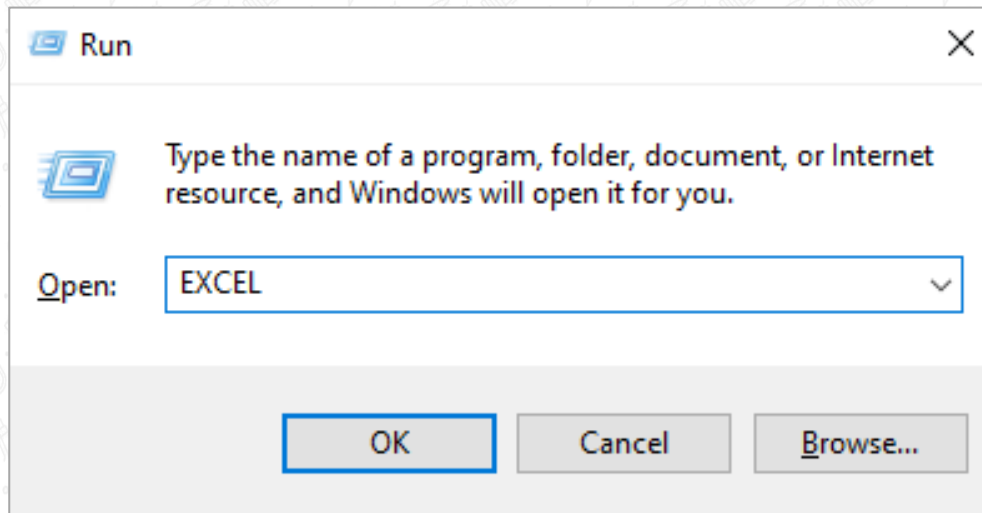 Run
Type the name of a program, folder, document, or Internet
resource, and Windows will open it for you.
Open: EXCEL
OK Cancel Browse...